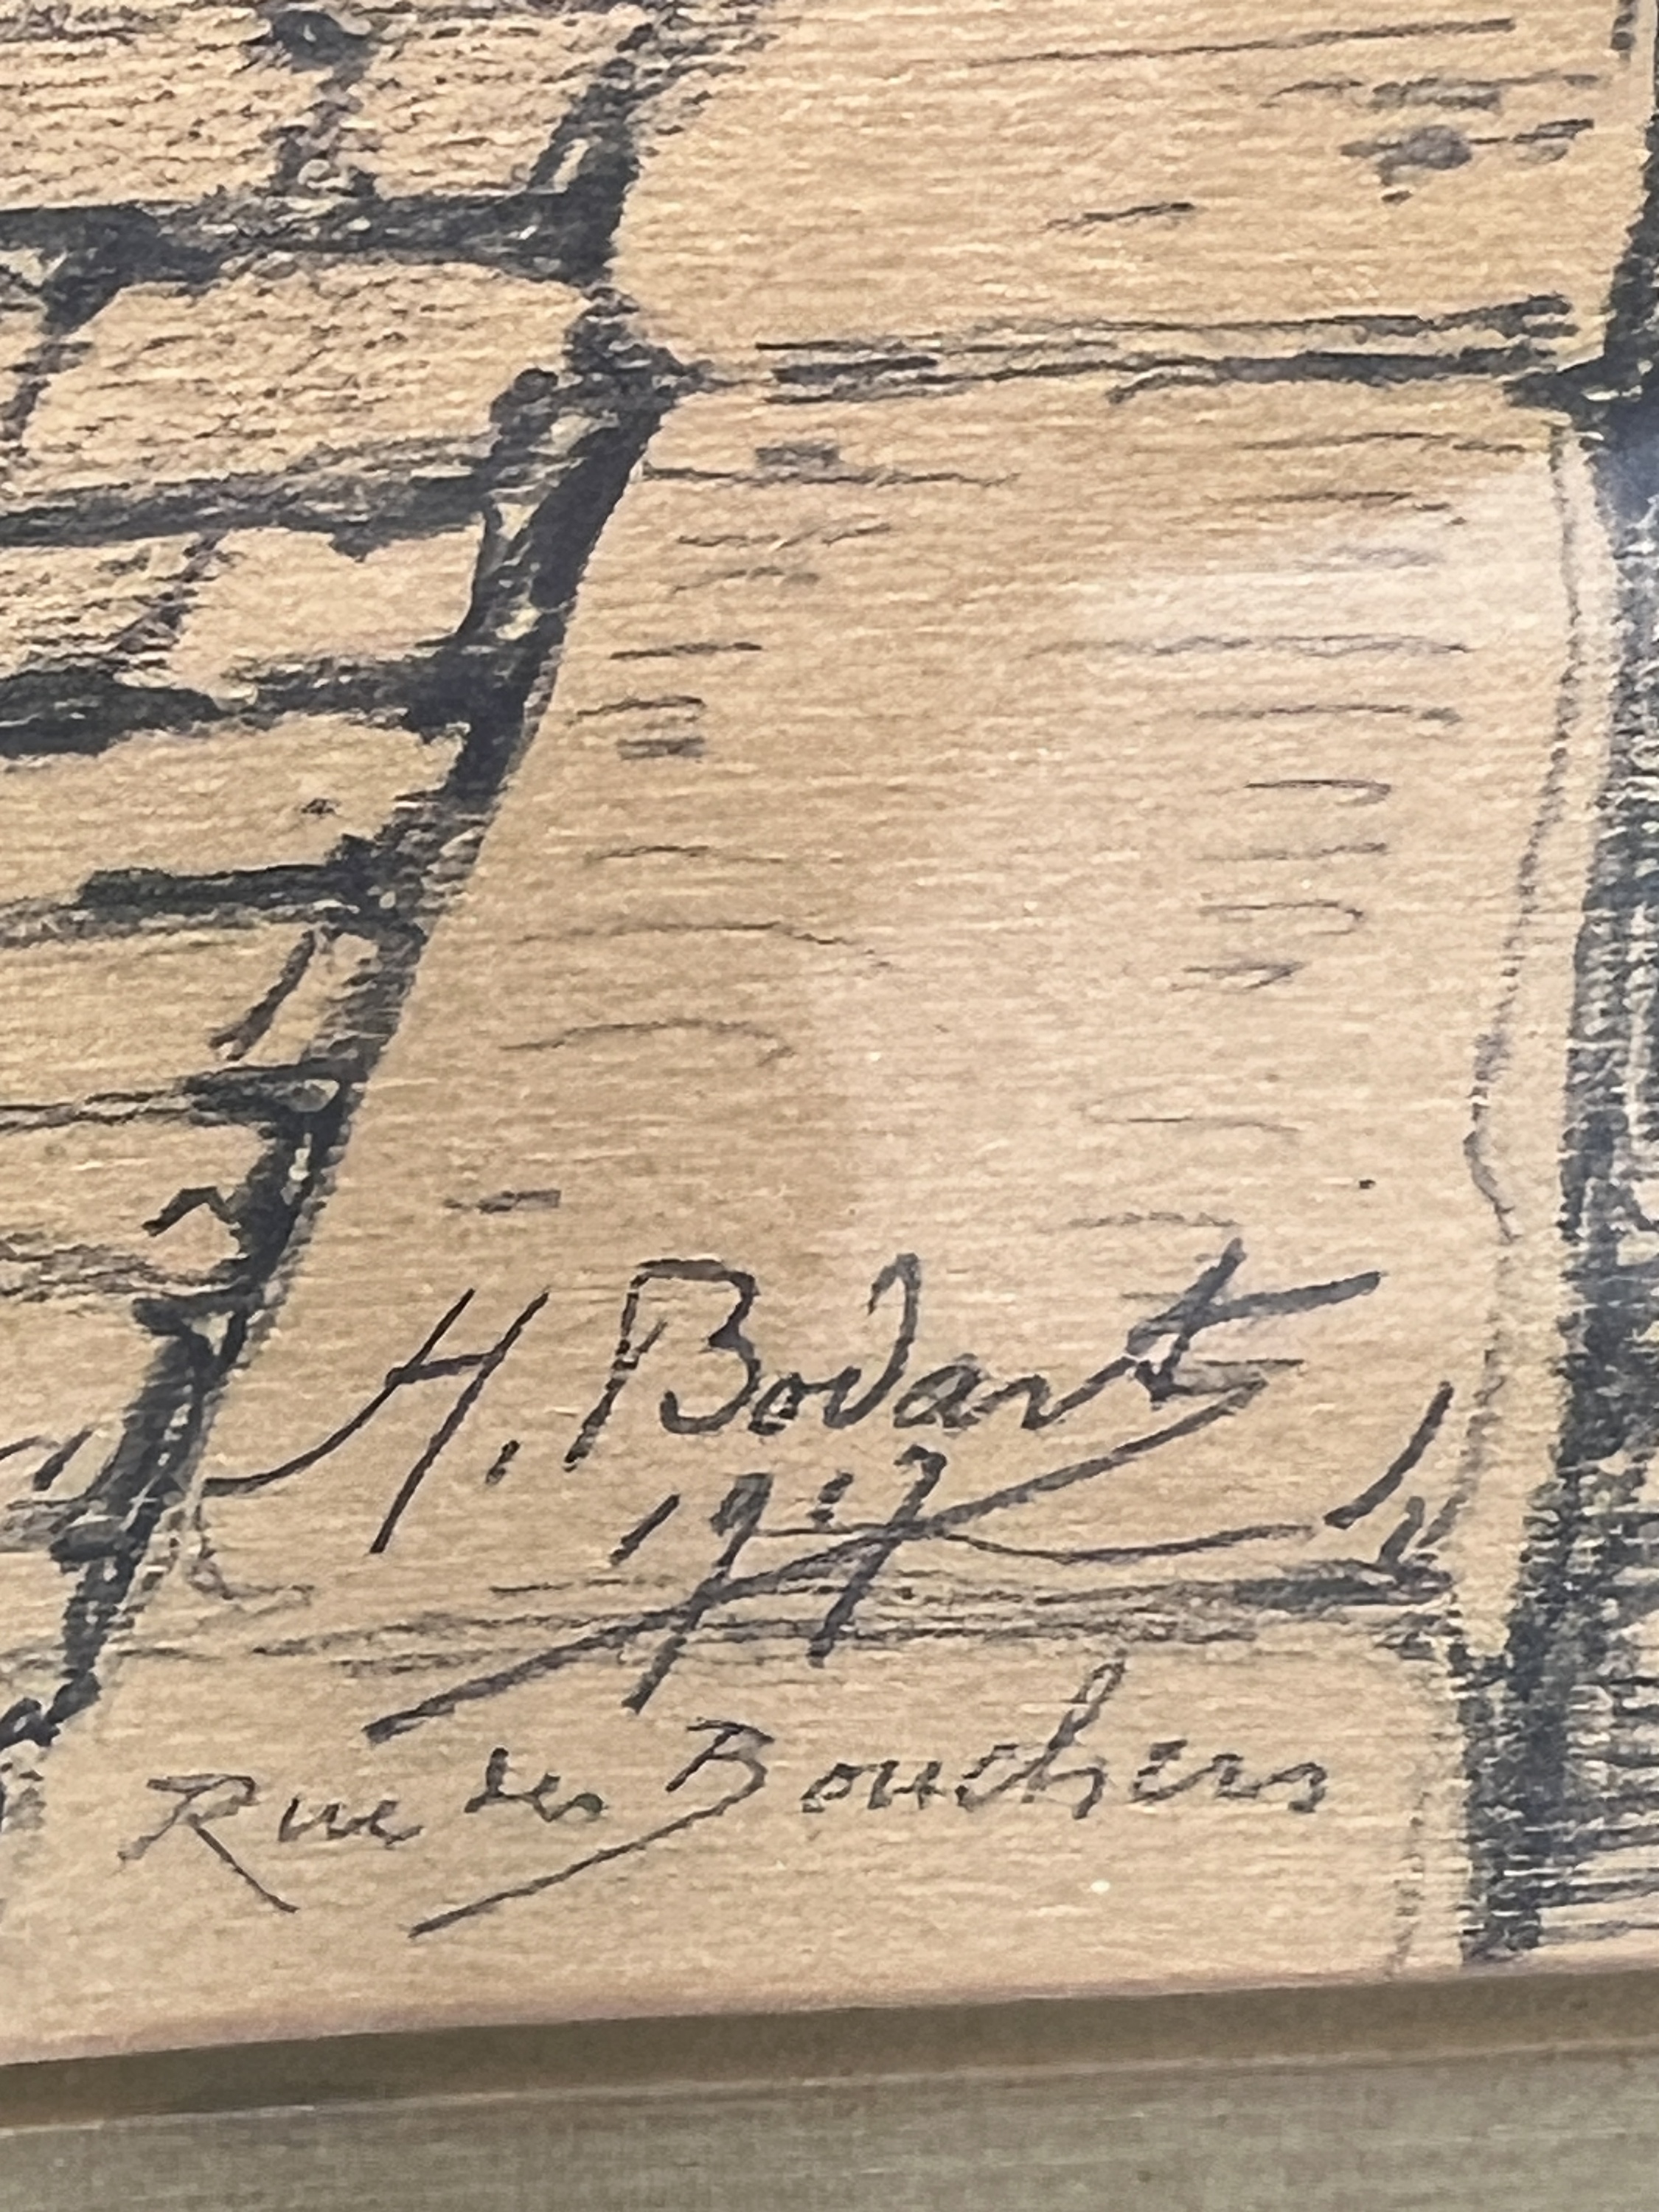 H. Bodart
1917
Rue des Bouchers